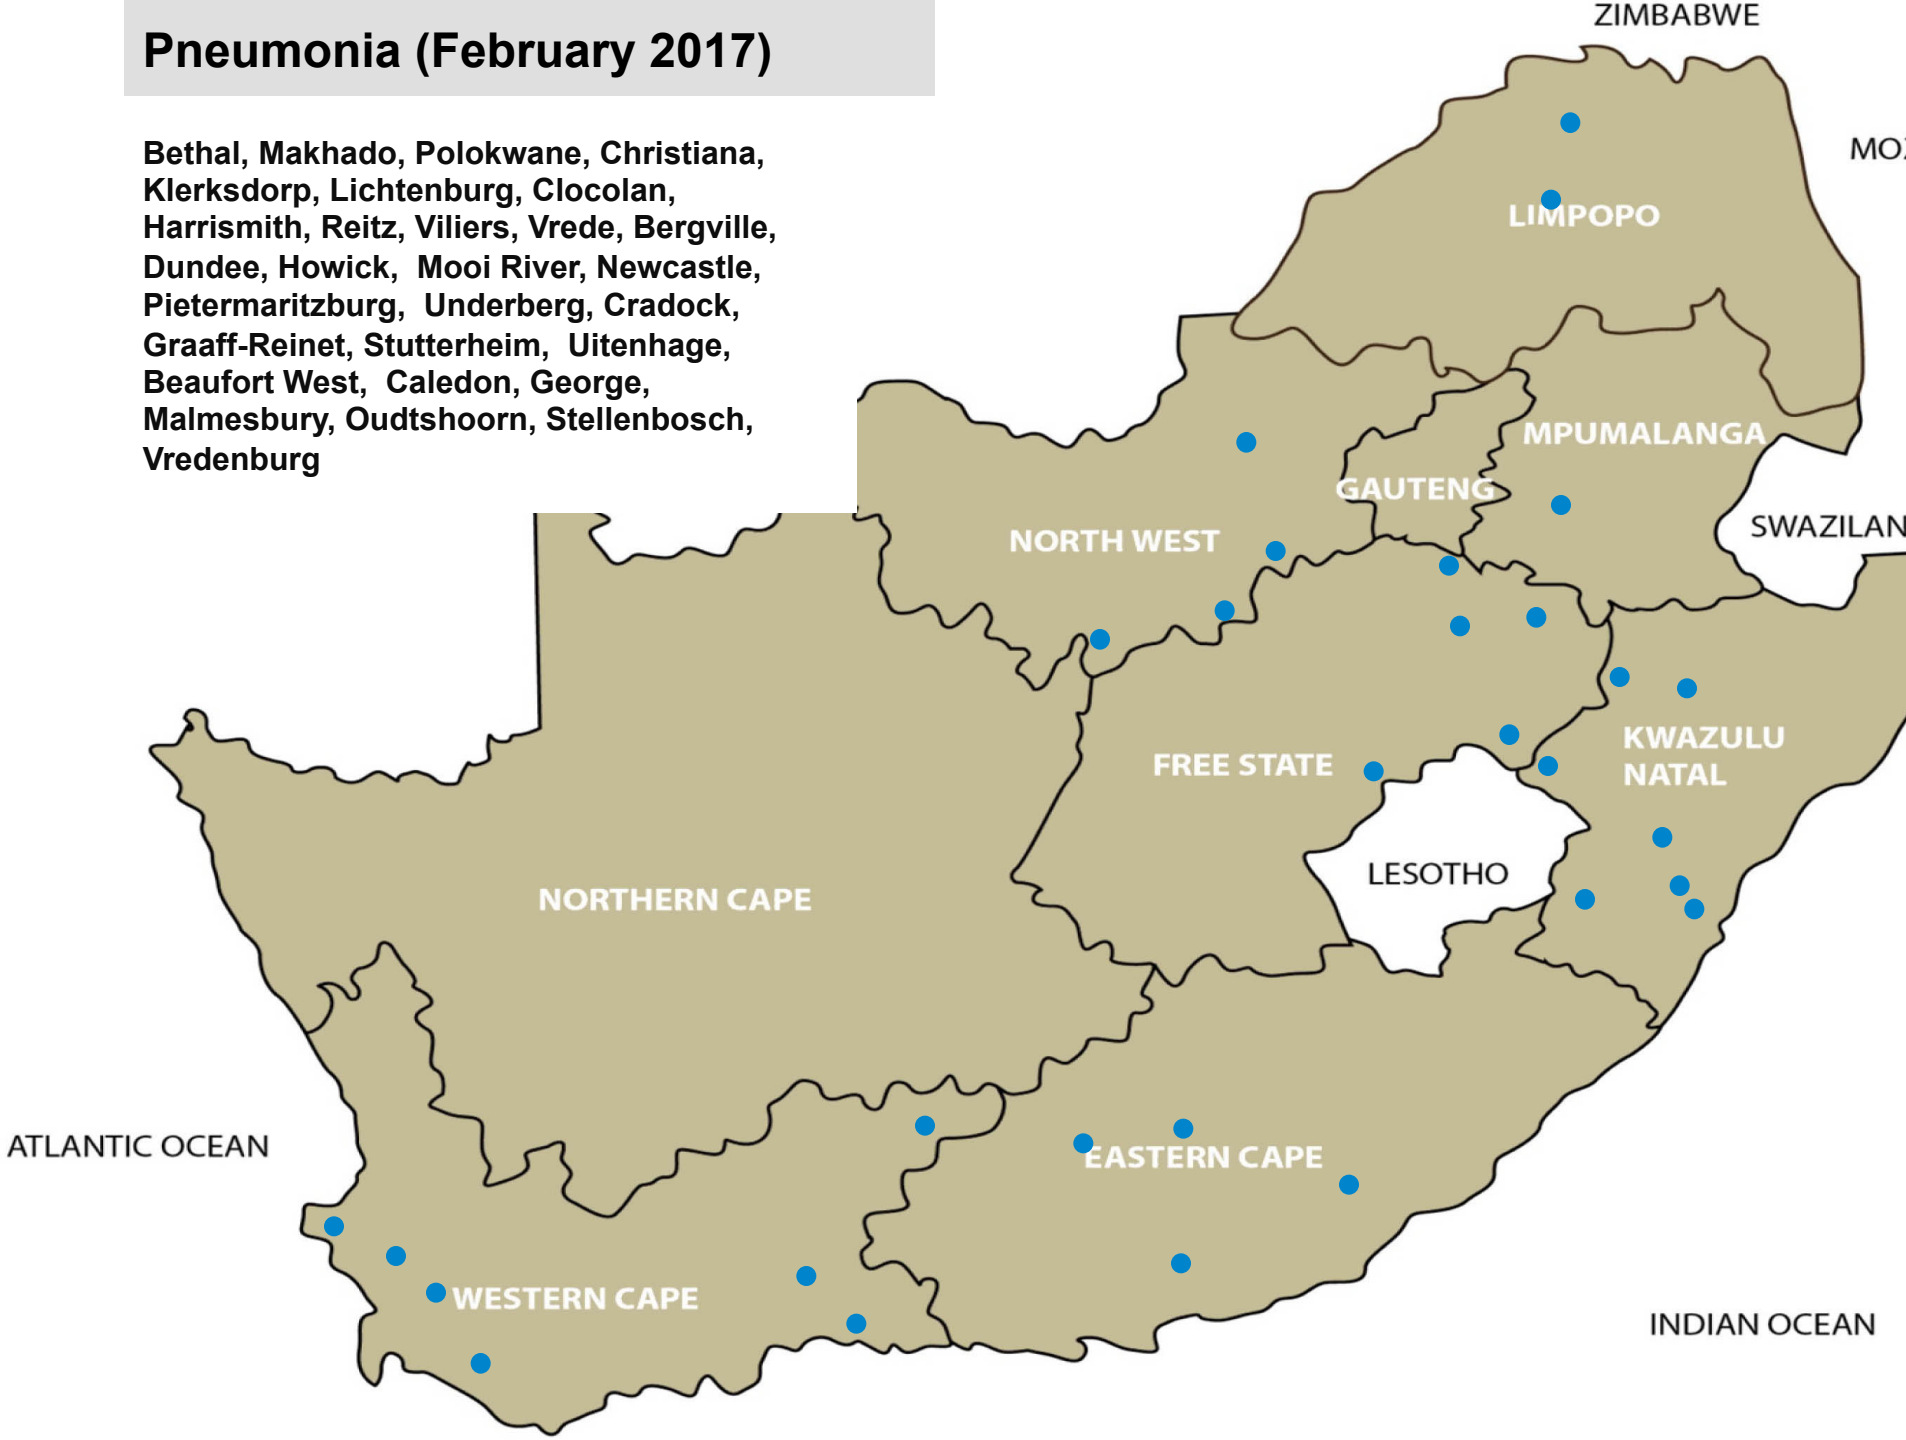 Pneumonia (February 2017)
Bethal, Makhado, Polokwane, Christiana,
Klerksdorp, Lichtenburg, Clocolan,
Harrismith, Reitz, Viliers, Vrede, Bergville,
Dundee, Howick, Mooi River, Newcastle,
Pietermaritzburg, Underberg, Cradock,
Graaff-Reinet, Stutterheim, Uitenhage,
Beaufort West, Caledon, George,
Malmesbury, Oudtshoorn, Stellenbosch,
Vredenburg
ZIMBABWE
MOZ
LIMPOPO
MPUMALANGA
GAUTENG
SWAZILAN
NORTH WEST
KWAZULU
NATAL
FREE STATE
LESOTHO
NORTHERN CAPE
ATLANTIC OCEAN
EASTERN CAPE
WESTERN CAPE
INDIAN OCEAN